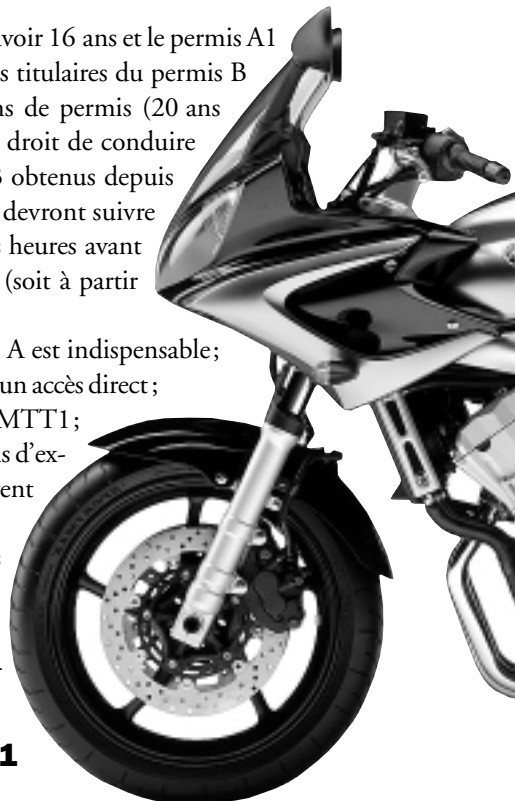 voir 16 ans et le permis A1
s titulaires du permis B
ns de permis (20 ans
droit de conduire
obtenus depuis
devront suivre
s heures avant
(soit à partir
A est indispensable;
un accès direct;
MTT1;
s d'ex-
ent
1